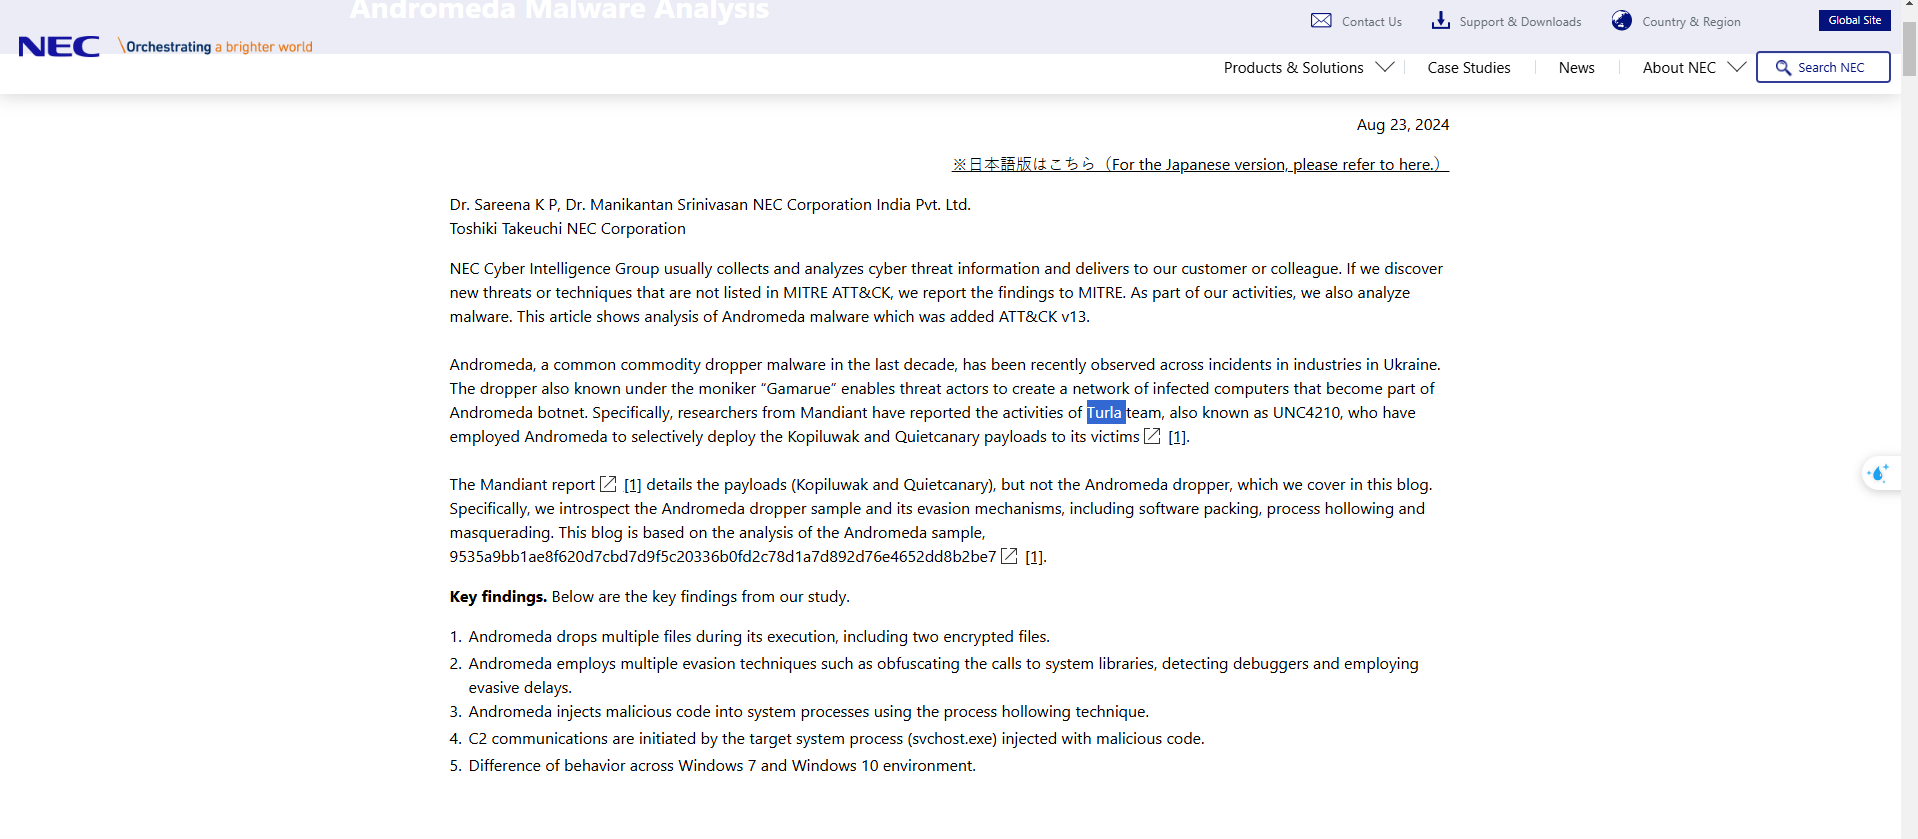 Andromeda Malware Analysis
Contact Us
Support & Downloads
Country & Region
Global Site
NEC
\Orchestrating a brighter world
Products & Solutions
Case Studies
News
About NEC
Search NEC
Aug 23, 2024
※日本語版はこちら（For the Japanese version, please refer to here.）
Dr. Sareena K P, Dr. Manikantan Srinivasan NEC Corporation India Pvt. Ltd.
Toshiki Takeuchi NEC Corporation
NEC Cyber Intelligence Group usually collects and analyzes cyber threat information and delivers to our customer or colleague. If we discover
new threats or techniques that are not listed in MITRE ATT&CK, we report the findings to MITRE. As part of our activities, we also analyze
malware. This article shows analysis of Andromeda malware which was added ATT&CK v13.
Andromeda, a common commodity dropper malware in the last decade, has been recently observed across incidents in industries in Ukraine.
The dropper also known under the moniker “Gamarue” enables threat actors to create a network of infected computers that become part of
Andromeda botnet. Specifically, researchers from Mandiant have reported the activities of Turla team, also known as UNC4210, who have
employed Andromeda to selectively deploy the Kopiluwak and Quietcanary payloads to its victims [1].
The Mandiant report [1] details the payloads (Kopiluwak and Quietcanary), but not the Andromeda dropper, which we cover in this blog.
Specifically, we introspect the Andromeda dropper sample and its evasion mechanisms, including software packing, process hollowing and
masquerading. This blog is based on the analysis of the Andromeda sample,
9535a9bb1ae8f620d7cbd7d9f5c20336b0fd2c78d1a7d892d76e4652dd8b2be7 [1].
Key findings. Below are the key findings from our study.
1. Andromeda drops multiple files during its execution, including two encrypted files.
2. Andromeda employs multiple evasion techniques such as obfuscating the calls to system libraries, detecting debuggers and employing
evasive delays.
3. Andromeda injects malicious code into system processes using the process hollowing technique.
4. C2 communications are initiated by the target system process (svchost.exe) injected with malicious code.
5. Difference of behavior across Windows 7 and Windows 10 environment.